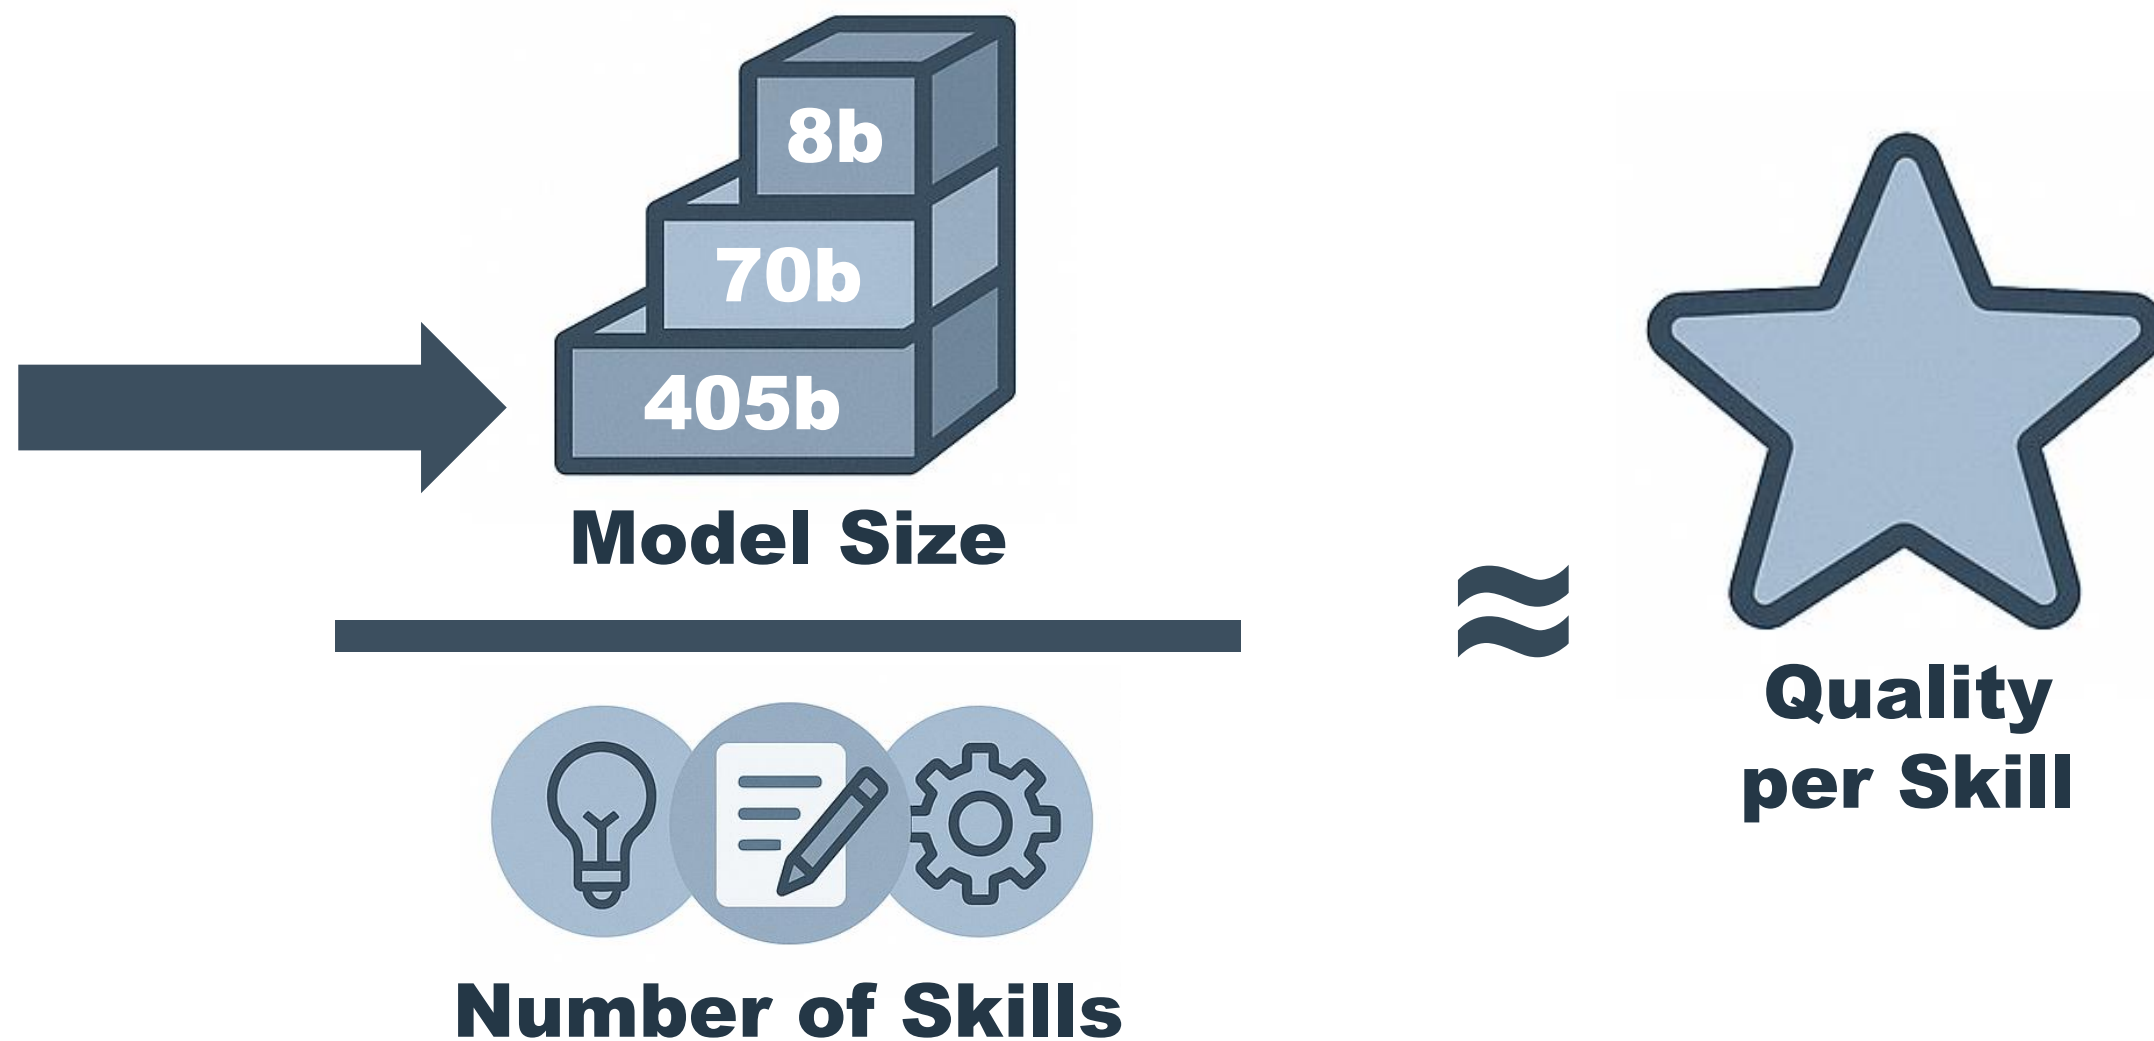 8b
70b
405b
Model Size
≈
Quality
per Skill
Number of Skills